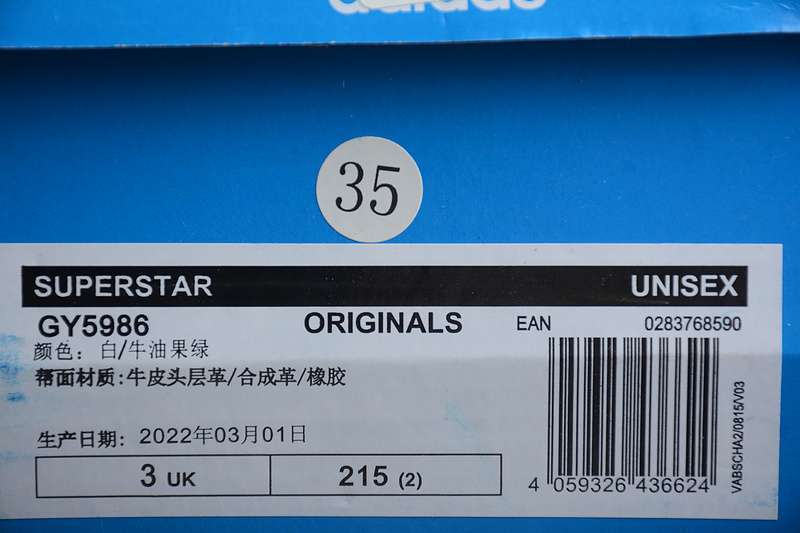 adidas
35
SUPERSTAR UNISEX
GY5986 ORIGINALS EAN 0283768590
颜色：白/牛油果绿
帮面材质：牛皮头层革/合成革/橡胶
生产日期：2022年03月01日
3 UK 215 (2)
4 059326 436624
VABSCHA2/0815/V03